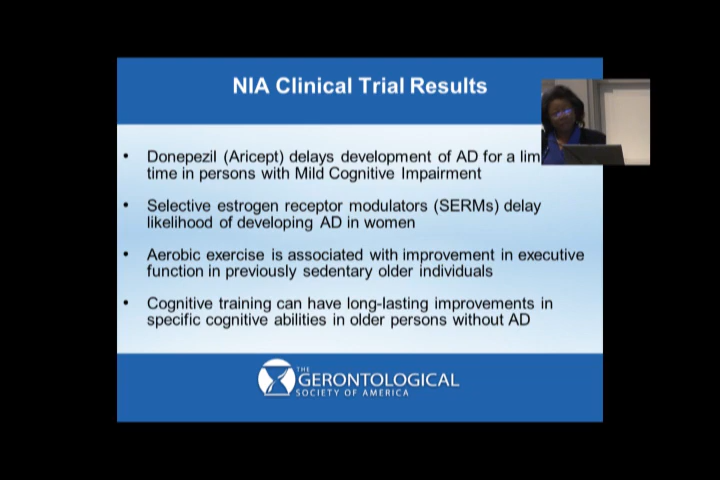 NIA Clinical Trial Results
• Donepezil (Aricept) delays development of AD for a lim
time in persons with Mild Cognitive Impairment
• Selective estrogen receptor modulators (SERMs) delay
likelihood of developing AD in women
• Aerobic exercise is associated with improvement in executive
function in previously sedentary older individuals
• Cognitive training can have long-lasting improvements in
specific cognitive abilities in older persons without AD
THE
GERONTOLOGICAL
SOCIETY OF AMERICA